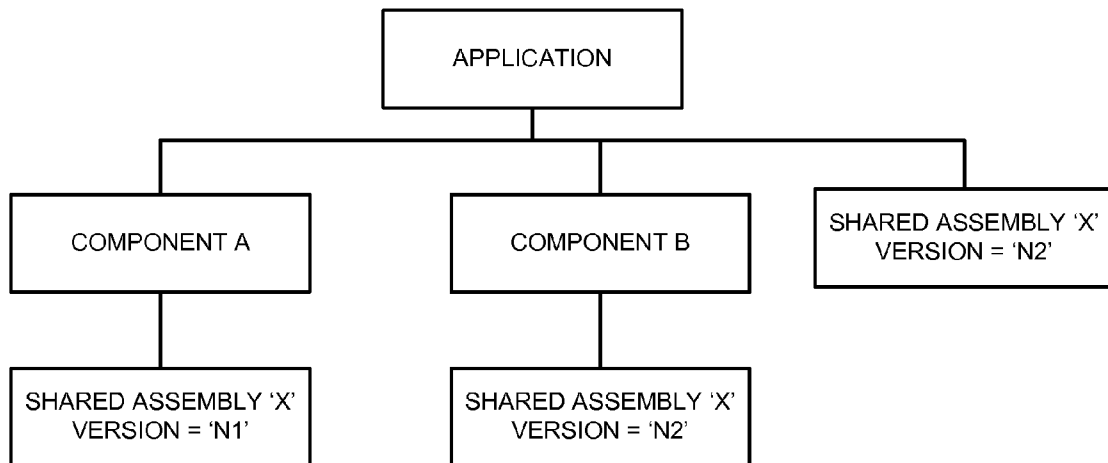 APPLICATION
COMPONENT A
COMPONENT B
SHARED ASSEMBLY ‘X’
VERSION = ‘N2’
SHARED ASSEMBLY ‘X’
VERSION = ‘N1’
SHARED ASSEMBLY ‘X’
VERSION = ‘N2’